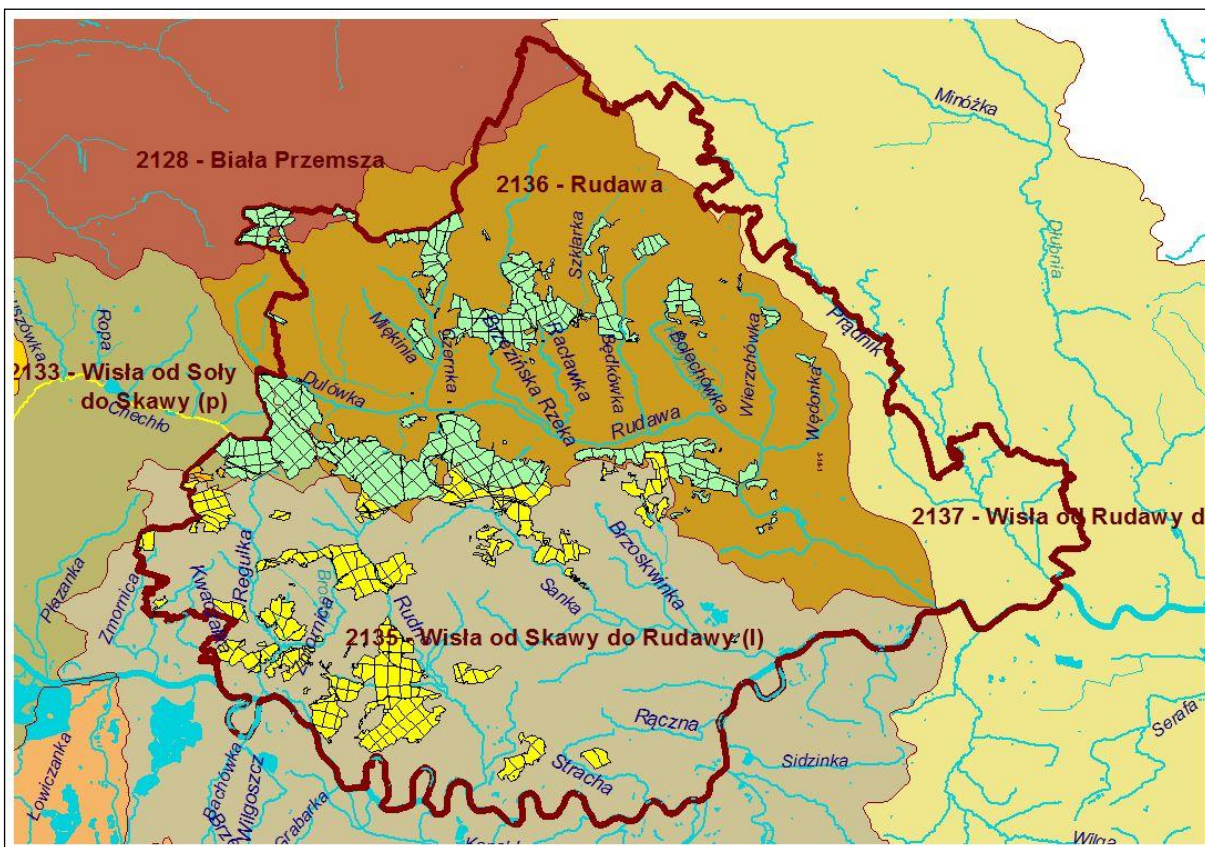 Minóżka
2128 - Biała Przemsza
2136 - Rudawa
Dłubnia
Szklarka
Prądnik
Ropa
Miękinia
Brzezińska Rzeka
Racławka
Będkówka
Bolechówka
Wierzchówka
2133 - Wisła od Soły
do Skawy (p)
Chechło
Dulówka
Rudawa
Wędonka
2137 - Wisła od Rudawy d
Płazanka
Zmornica
Regulka
Brzoskwinka
Sanka
Rudno
2135 - Wisła od Skawy do Rudawy (l)
Rączna
Sidzinka
Serafa
Stracha
Łowiczanka
Bachówka
Wilgoszcz
Grabarka
Wilga